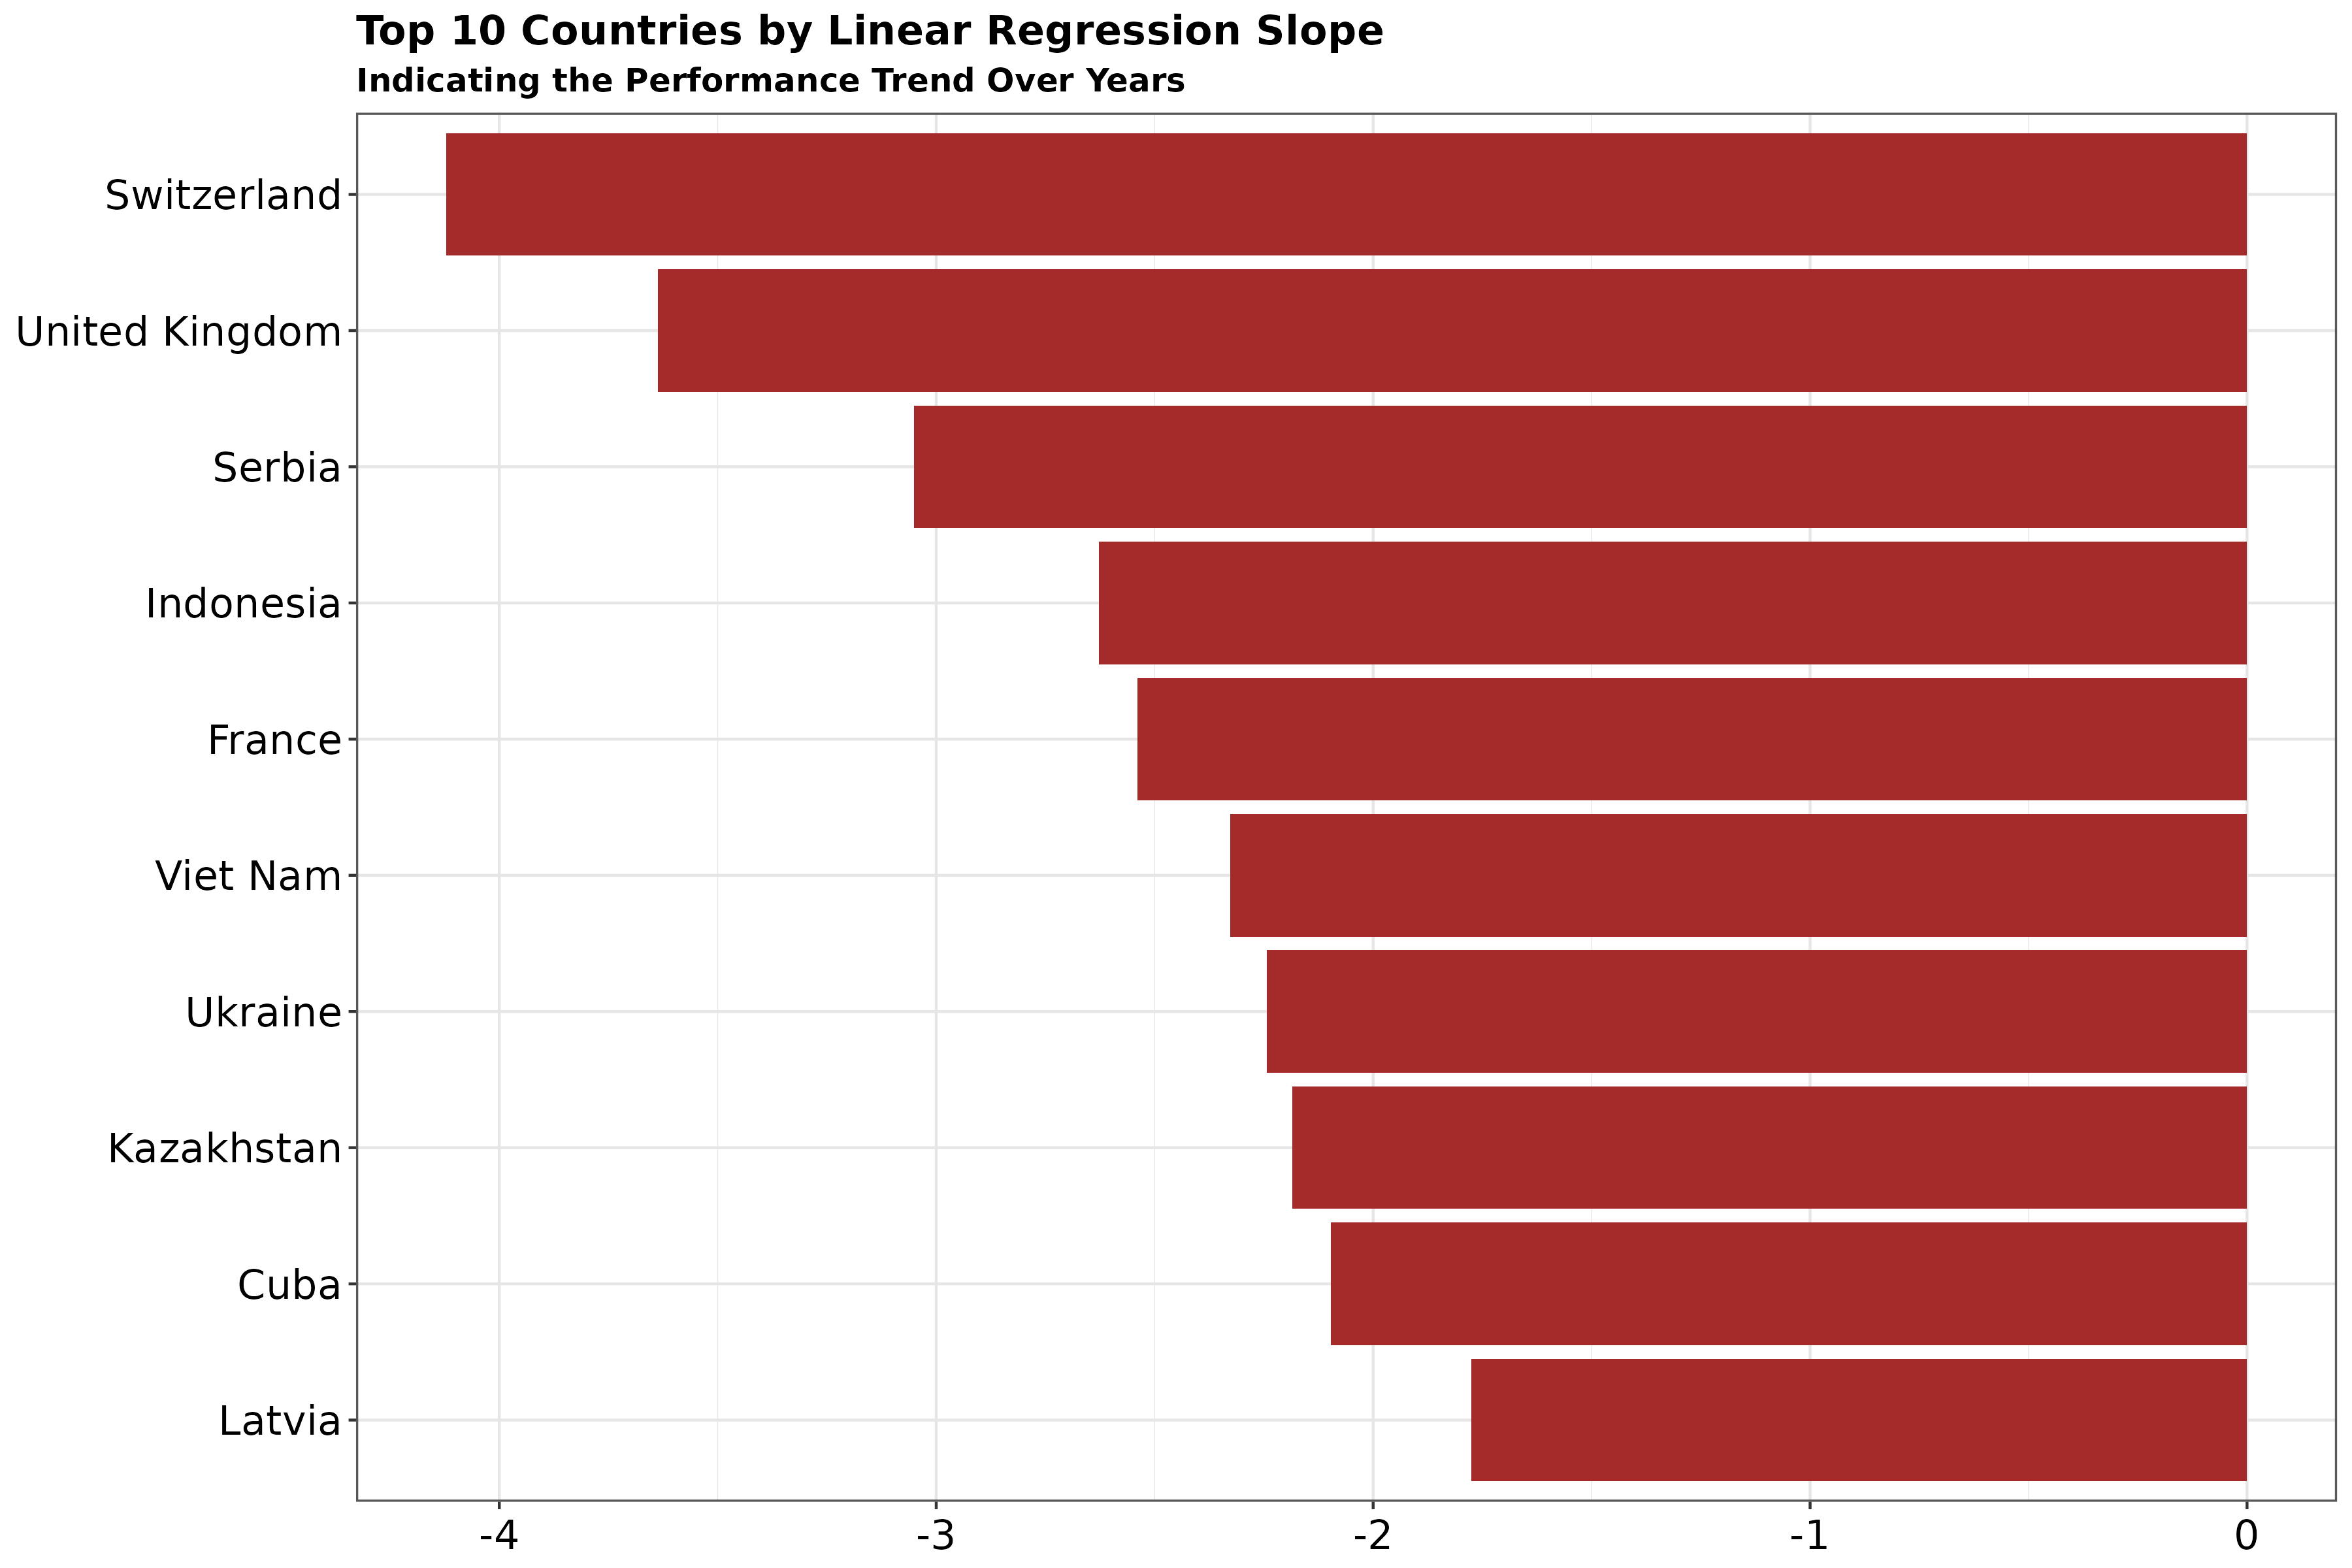 Top 10 Countries by Linear Regression Slope
Indicating the Performance Trend Over Years
Switzerland
United Kingdom
Serbia
Indonesia
France
Viet Nam
Ukraine
Kazakhstan
Cuba
Latvia
-4 -3 -2 -1 0